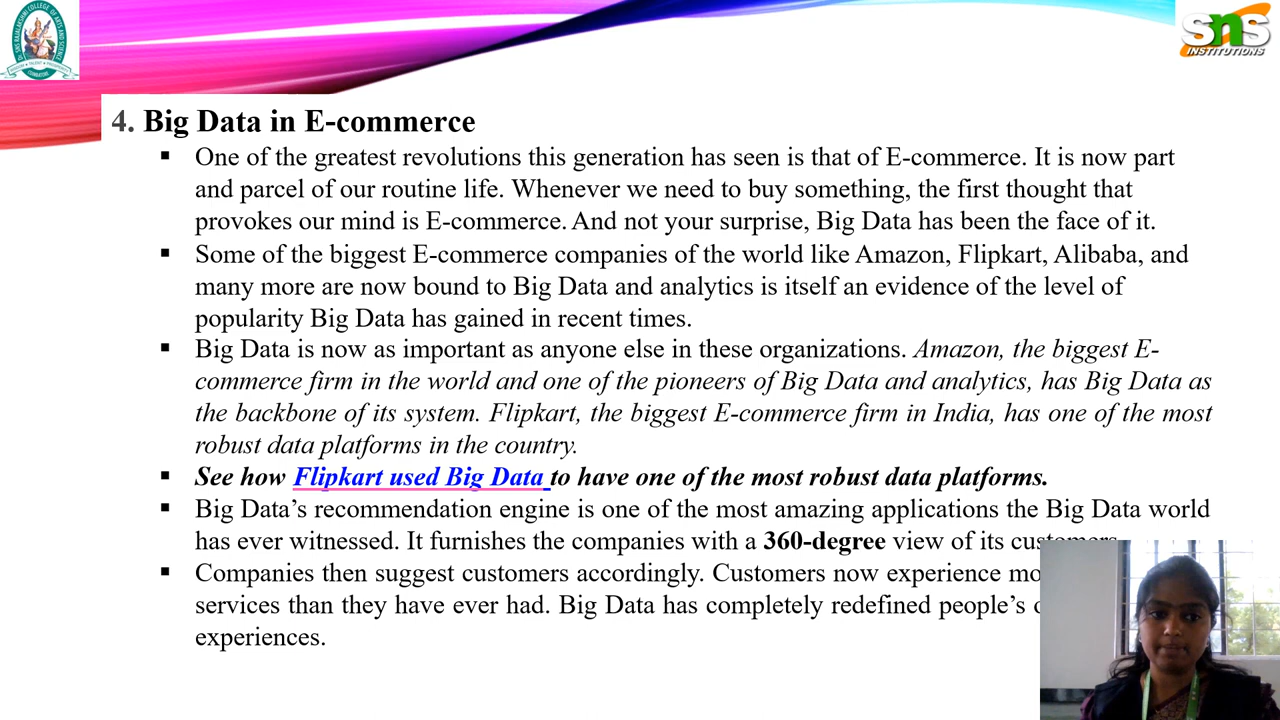 SNS
INSTITUTIONS
4. Big Data in E-commerce
▪ One of the greatest revolutions this generation has seen is that of E-commerce. It is now part
and parcel of our routine life. Whenever we need to buy something, the first thought that
provokes our mind is E-commerce. And not your surprise, Big Data has been the face of it.
▪ Some of the biggest E-commerce companies of the world like Amazon, Flipkart, Alibaba, and
many more are now bound to Big Data and analytics is itself an evidence of the level of
popularity Big Data has gained in recent times.
▪ Big Data is now as important as anyone else in these organizations. Amazon, the biggest E-
commerce firm in the world and one of the pioneers of Big Data and analytics, has Big Data as
the backbone of its system. Flipkart, the biggest E-commerce firm in India, has one of the most
robust data platforms in the country.
▪ See how Flipkart used Big Data to have one of the most robust data platforms.
▪ Big Data’s recommendation engine is one of the most amazing applications the Big Data world
has ever witnessed. It furnishes the companies with a 360-degree view of its customers.
▪ Companies then suggest customers accordingly. Customers now experience
services than they have ever had. Big Data has completely redefined people’s
experiences.